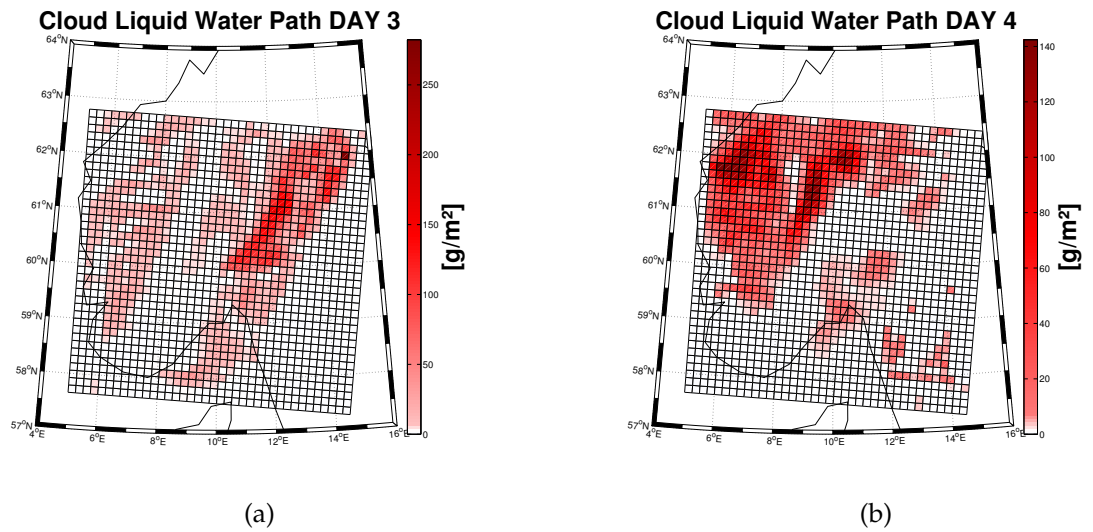 Cloud Liquid Water Path DAY 3
64°N
63°N
62°N
61°N
60°N
59°N
58°N
57°N
4°E
6°E
8°E
10°E
12°E
14°E
16°E
250
200
150
100
50
0
[g/m²]
(a)
Cloud Liquid Water Path DAY 4
64°N
63°N
62°N
61°N
60°N
59°N
58°N
57°N
4°E
6°E
8°E
10°E
12°E
14°E
16°E
140
120
100
80
60
40
20
0
[g/m²]
(b)